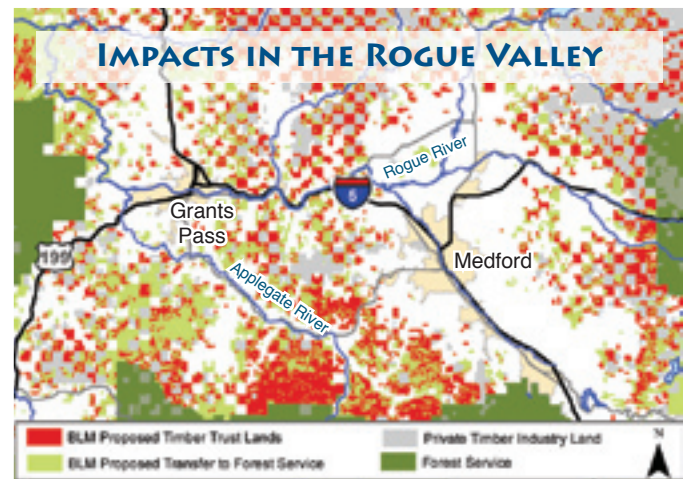 IMPACTS IN THE ROGUE VALLEY
Rogue River
5
Grants
Pass
199
Medford
Applegate River
BLM Proposed Timber Trust Lands
Private Timber Industry Land
N
BLM Proposed Transfer to Forest Service
Forest Service